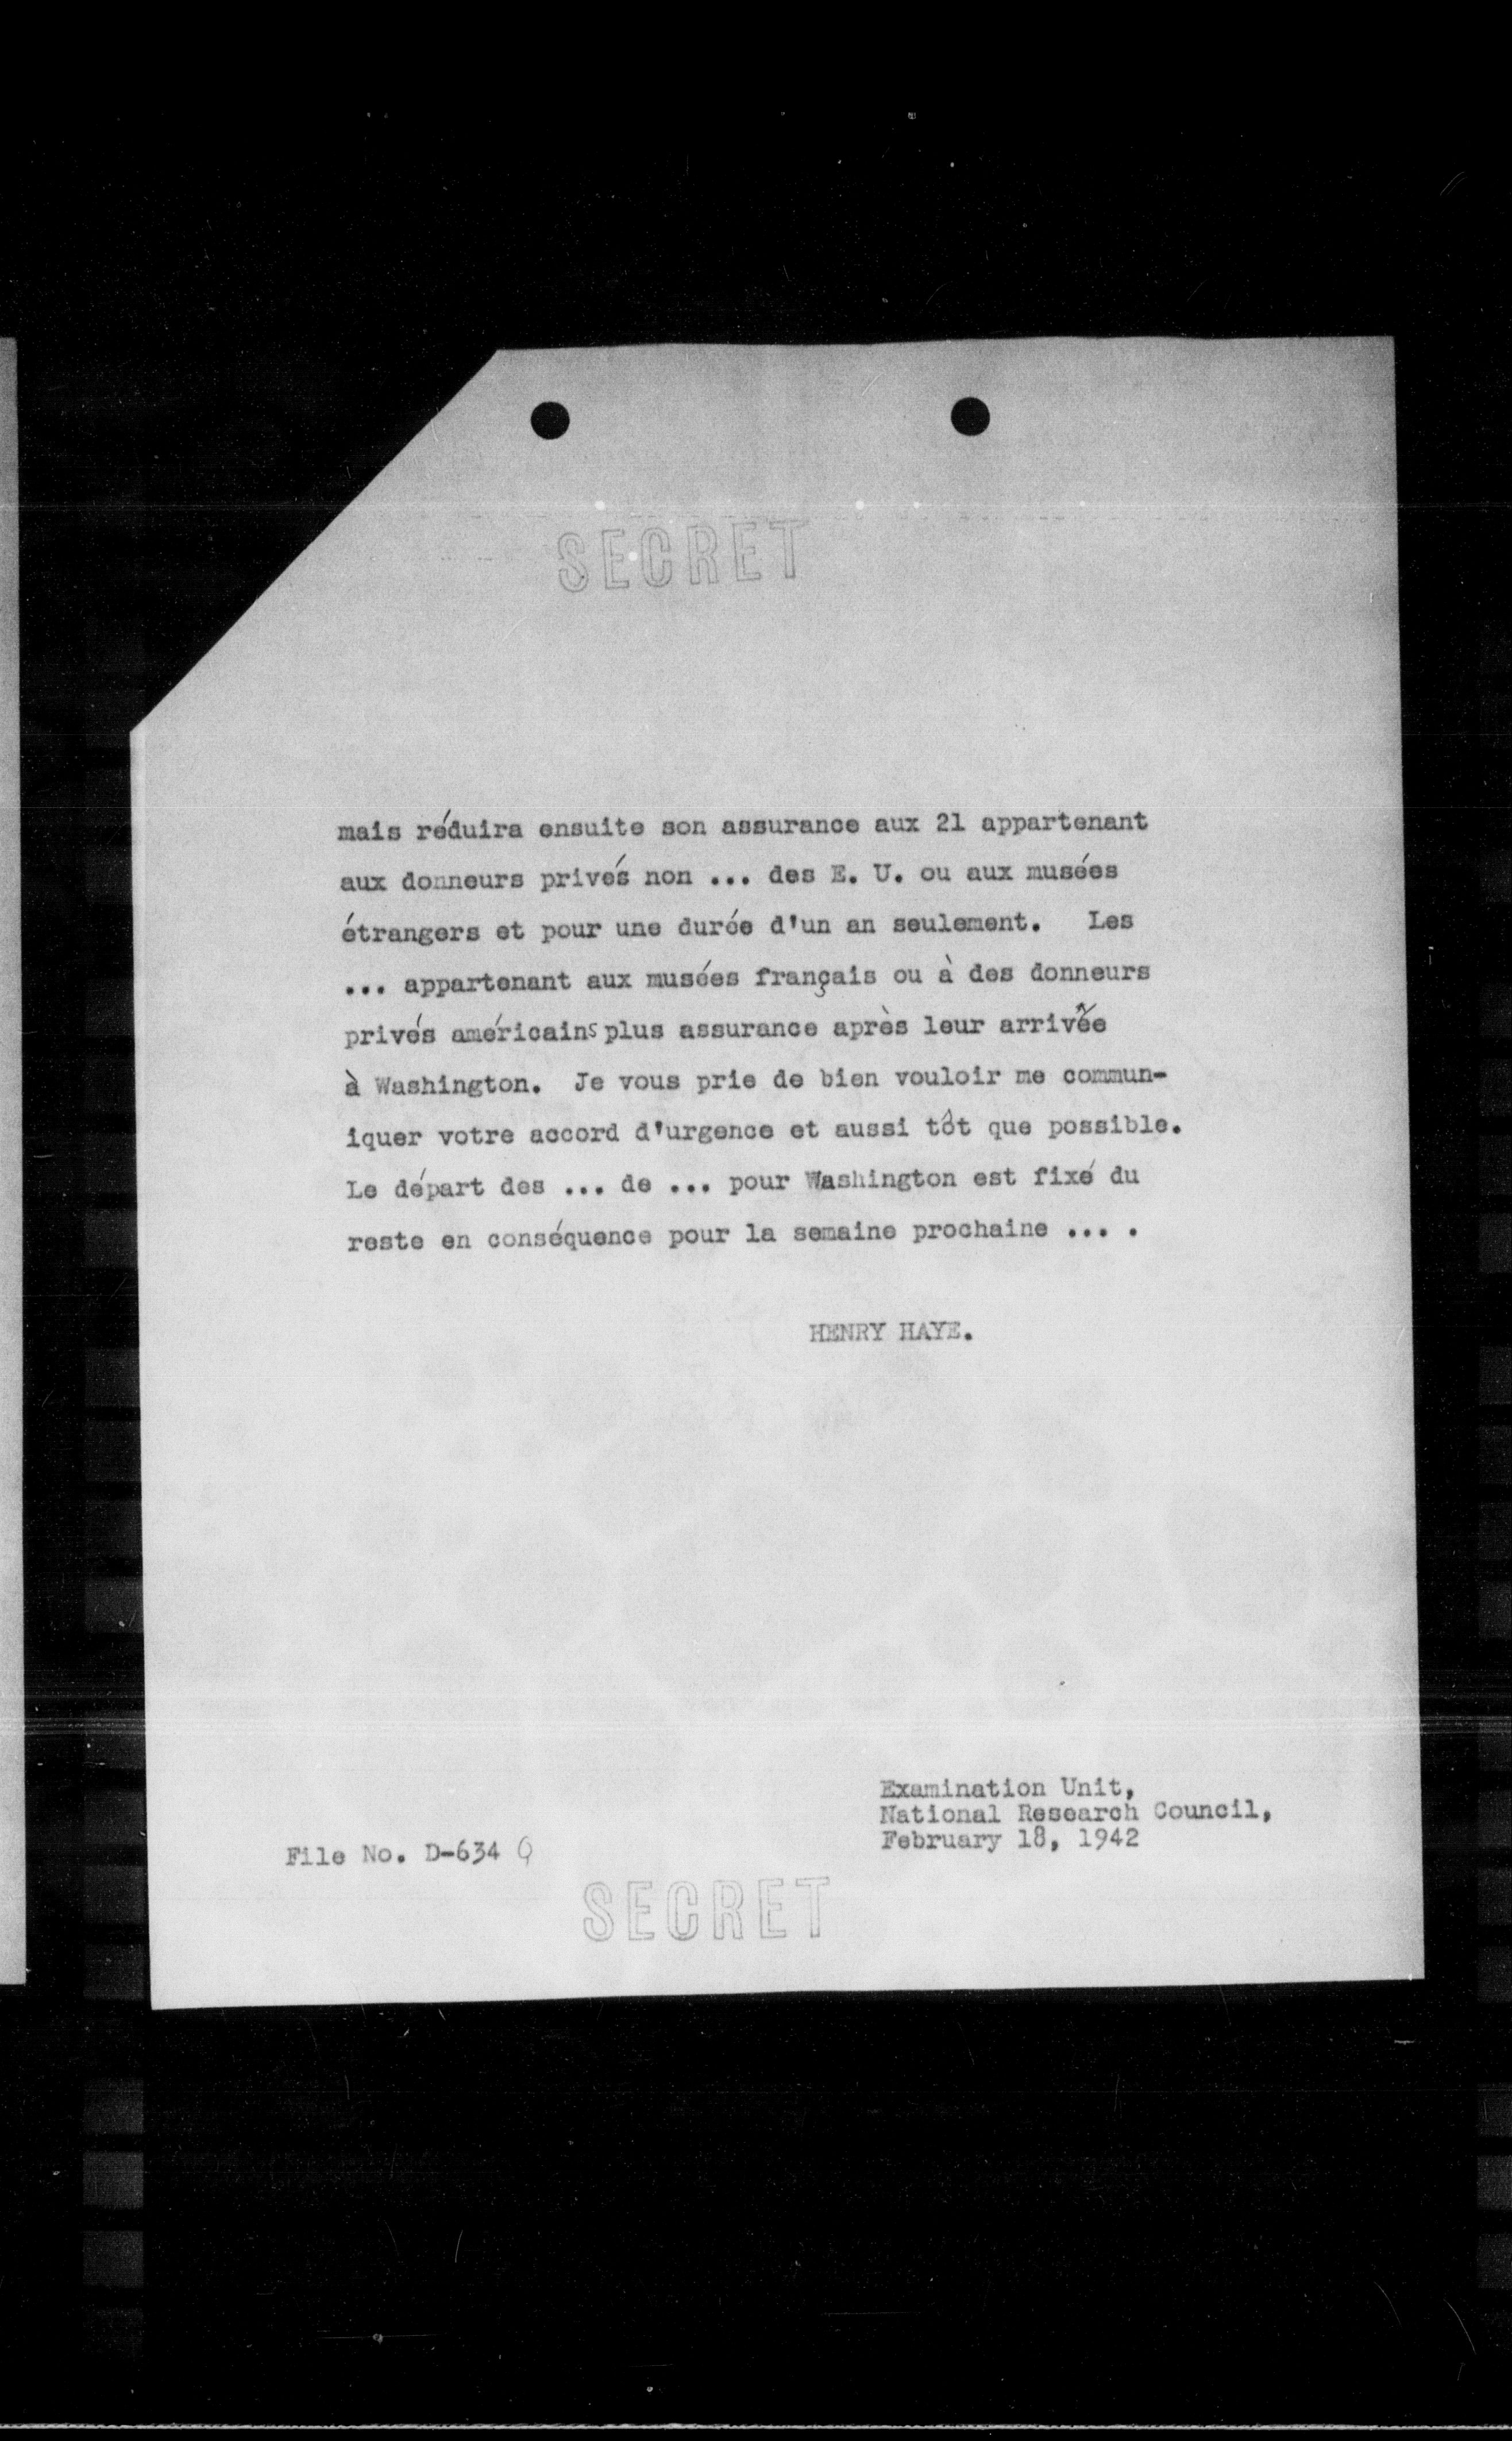 SECRET
mais réduira ensuite son assurance aux 21 appartenant
aux donneurs privés non ... des E. U. ou aux musées
étrangers et pour une durée d'un an seulement. Les
... appartenant aux musées français ou à des donneurs
privés américains plus assurance après leur arrivée
à Washington. Je vous prie de bien vouloir me commun-
iquer votre accord d'urgence et aussi tôt que possible.
Le départ des ... de ... pour Washington est fixé du
reste en conséquence pour la semaine prochaine ... .
HENRY HAYE.
Examination Unit,
National Research Council,
February 18, 1942
File No. D-634
SECRET